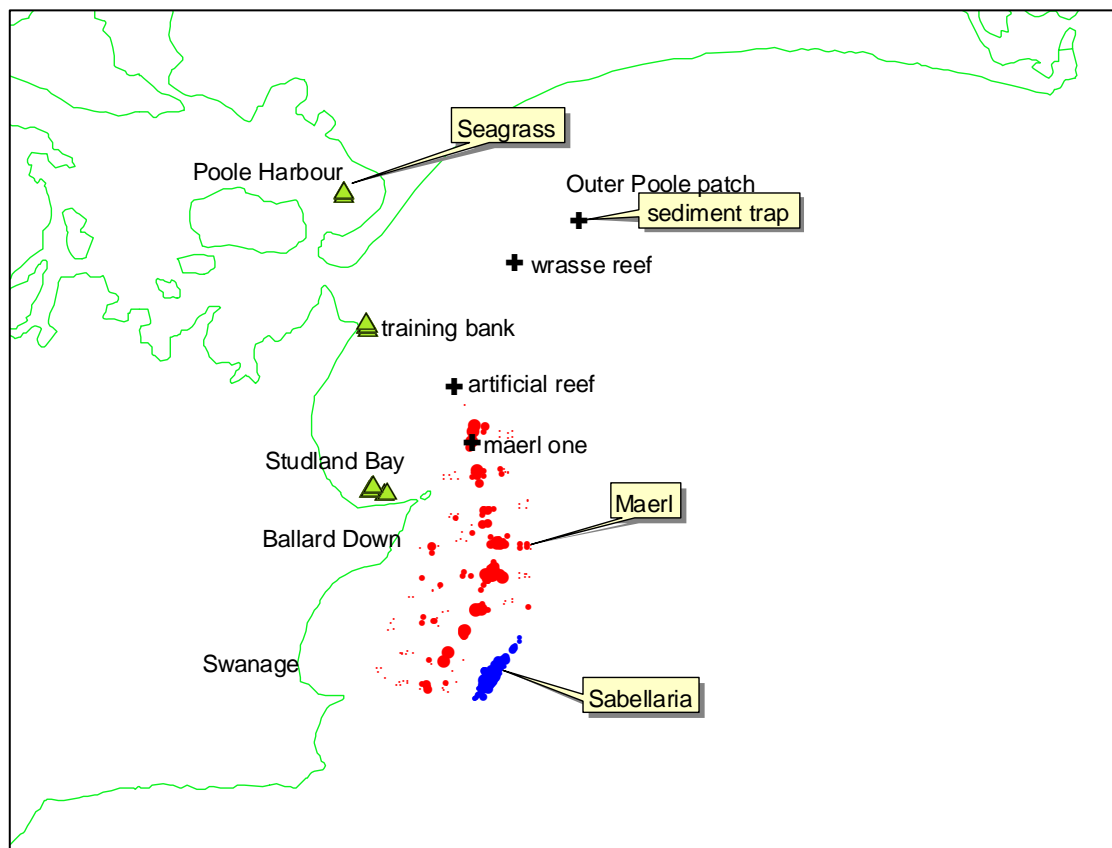 Seagrass
Poole Harbour
Outer Poole patch
sediment trap
wrasse reef
training bank
artificial reef
maerl one
Studland Bay
Maerl
Ballard Down
Swanage
Sabellaria